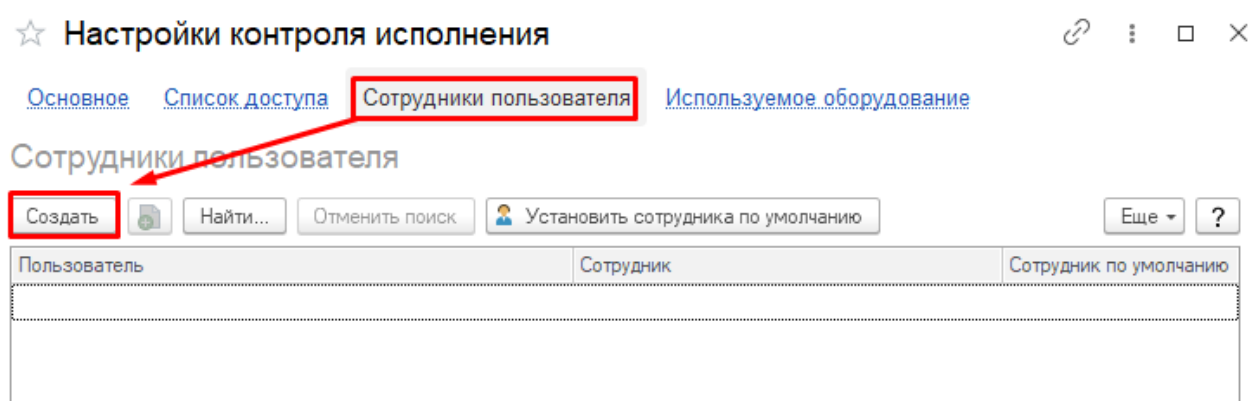 Настройки контроля исполнения
Основное Список доступа Сотрудники пользователя Используемое оборудование
Сотрудники пользователя
Создать Найти... Отменить поиск Установить сотрудника по умолчанию Еще ?
Пользователь Сотрудник Сотрудник по умолчанию